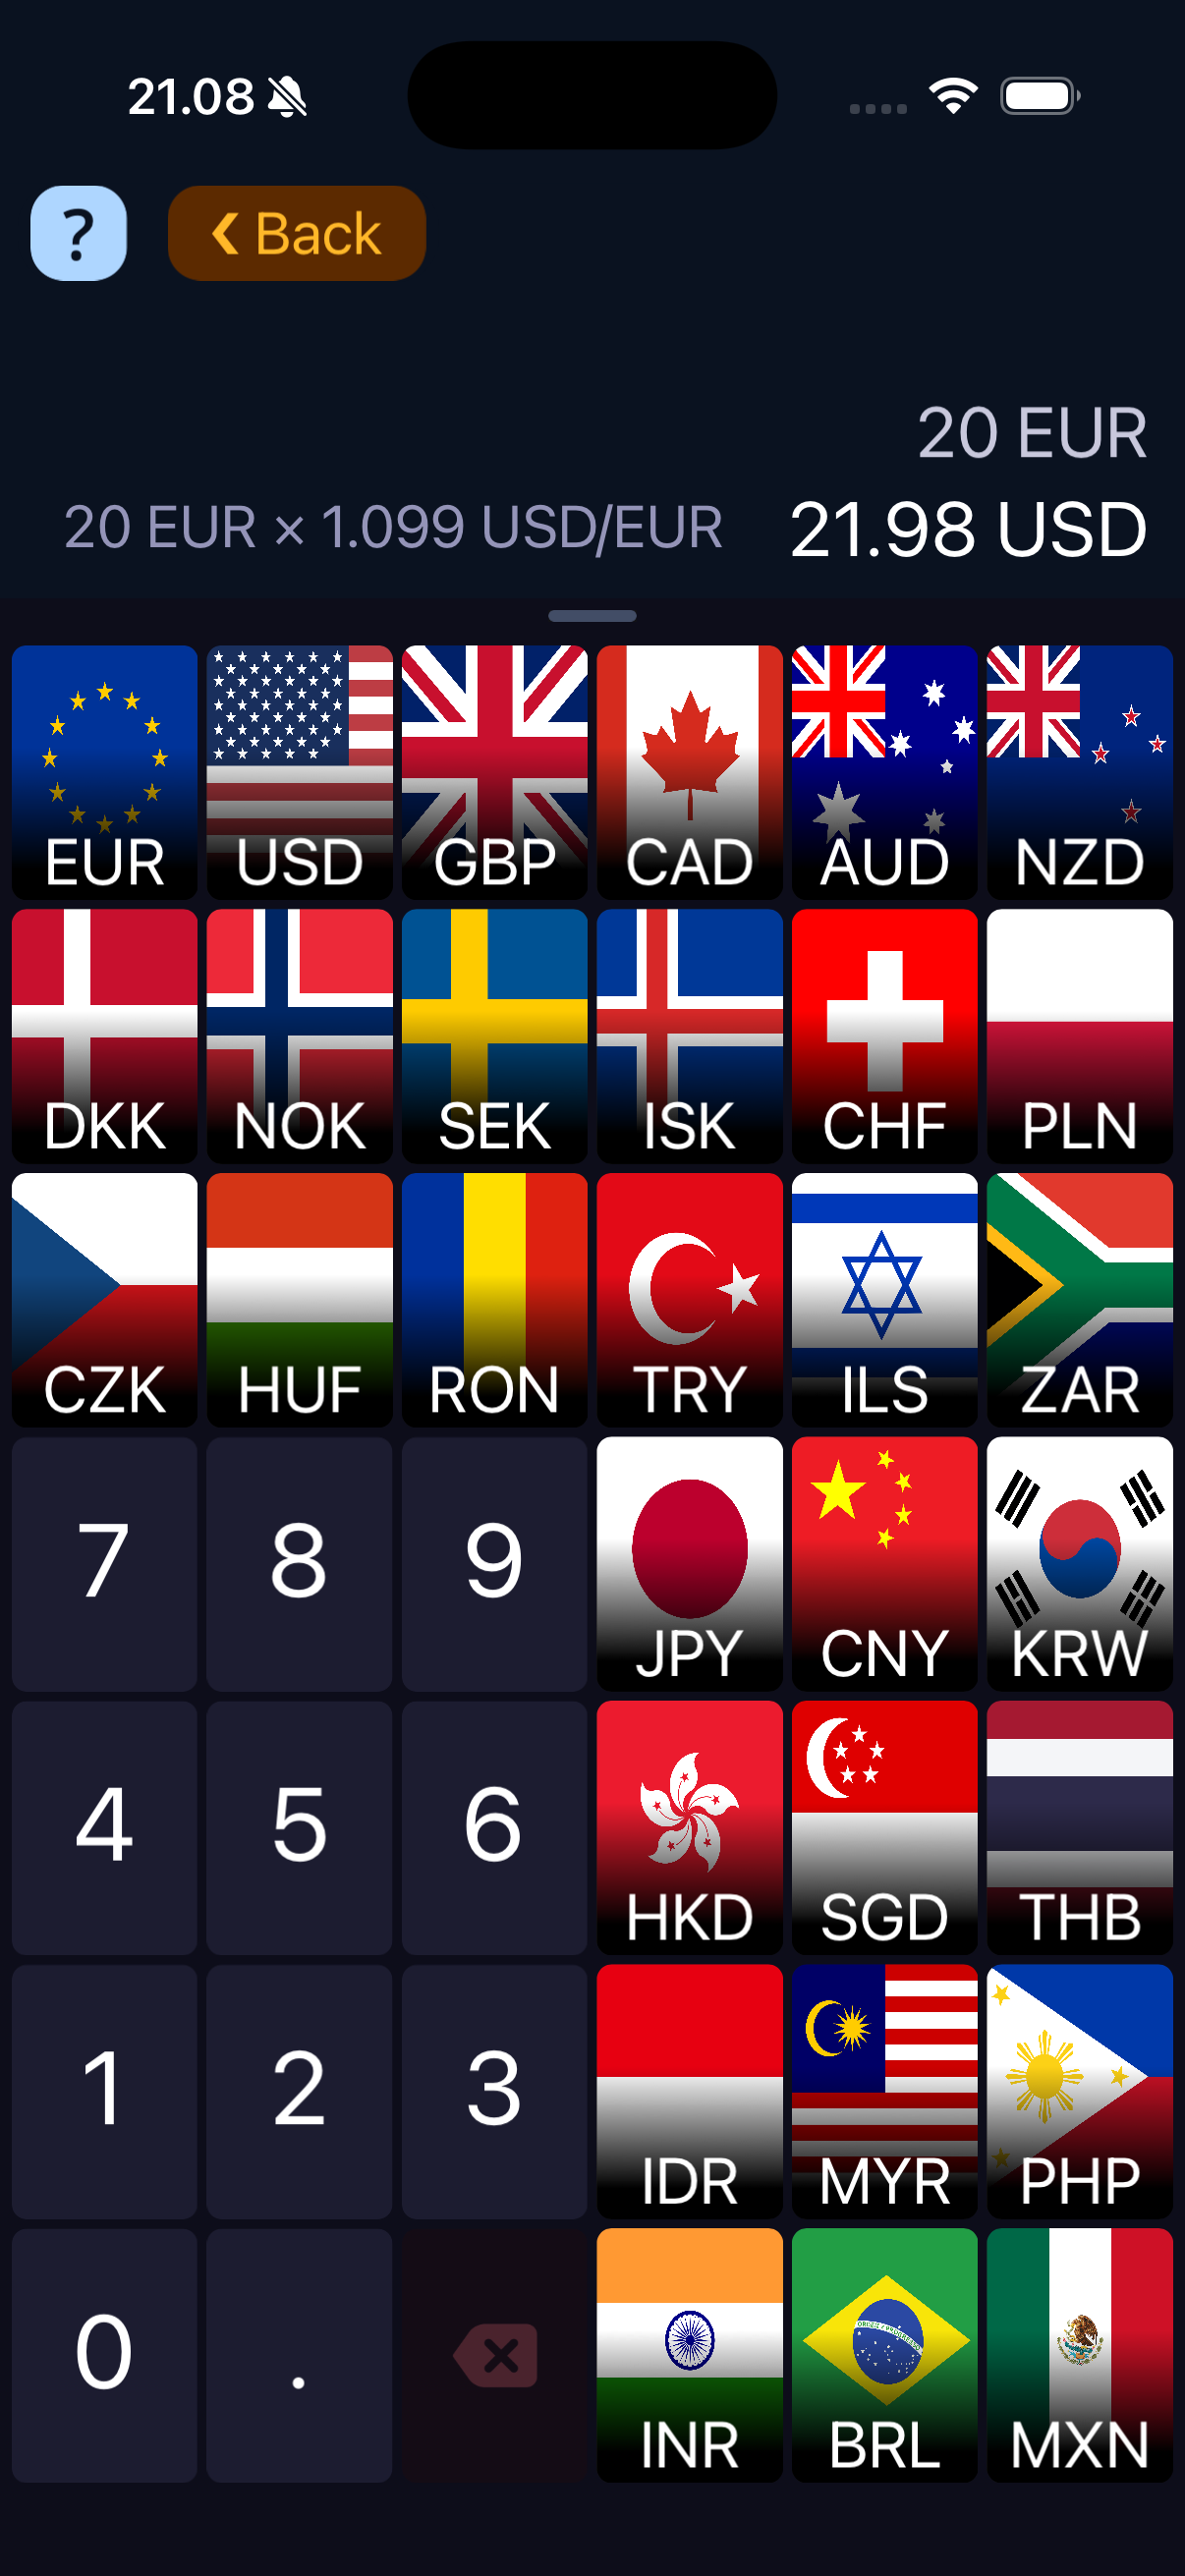 21.08
?
Back
20 EUR
20 EUR × 1.099 USD/EUR 21.98 USD
EUR USD GBP CAD AUD NZD
DKK NOK SEK ISK CHF PLN
CZK HUF RON TRY ILS ZAR
7 8 9 JPY CNY KRW
4 5 6 HKD SGD THB
1 2 3 IDR MYR PHP
0 . INR BRL MXN